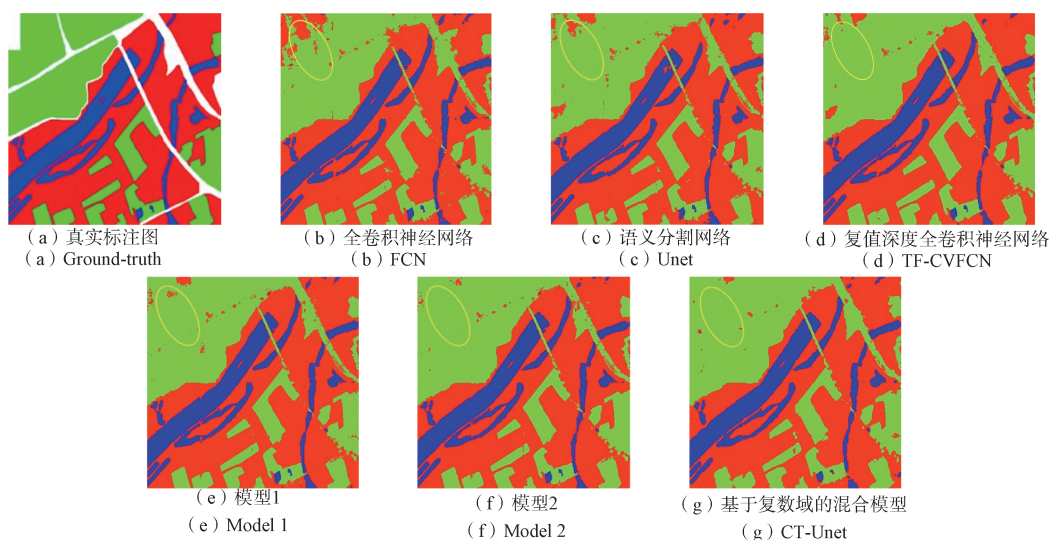 （a）真实标注图
（a）Ground-truth
（b）全卷积神经网络
（b）FCN
（c）语义分割网络
（c）Unet
（d）复值深度全卷积神经网络
（d）TF-CVFCN
（e）模型1
（e）Model 1
（f）模型2
（f）Model 2
（g）基于复数域的混合模型
（g）CT-Unet